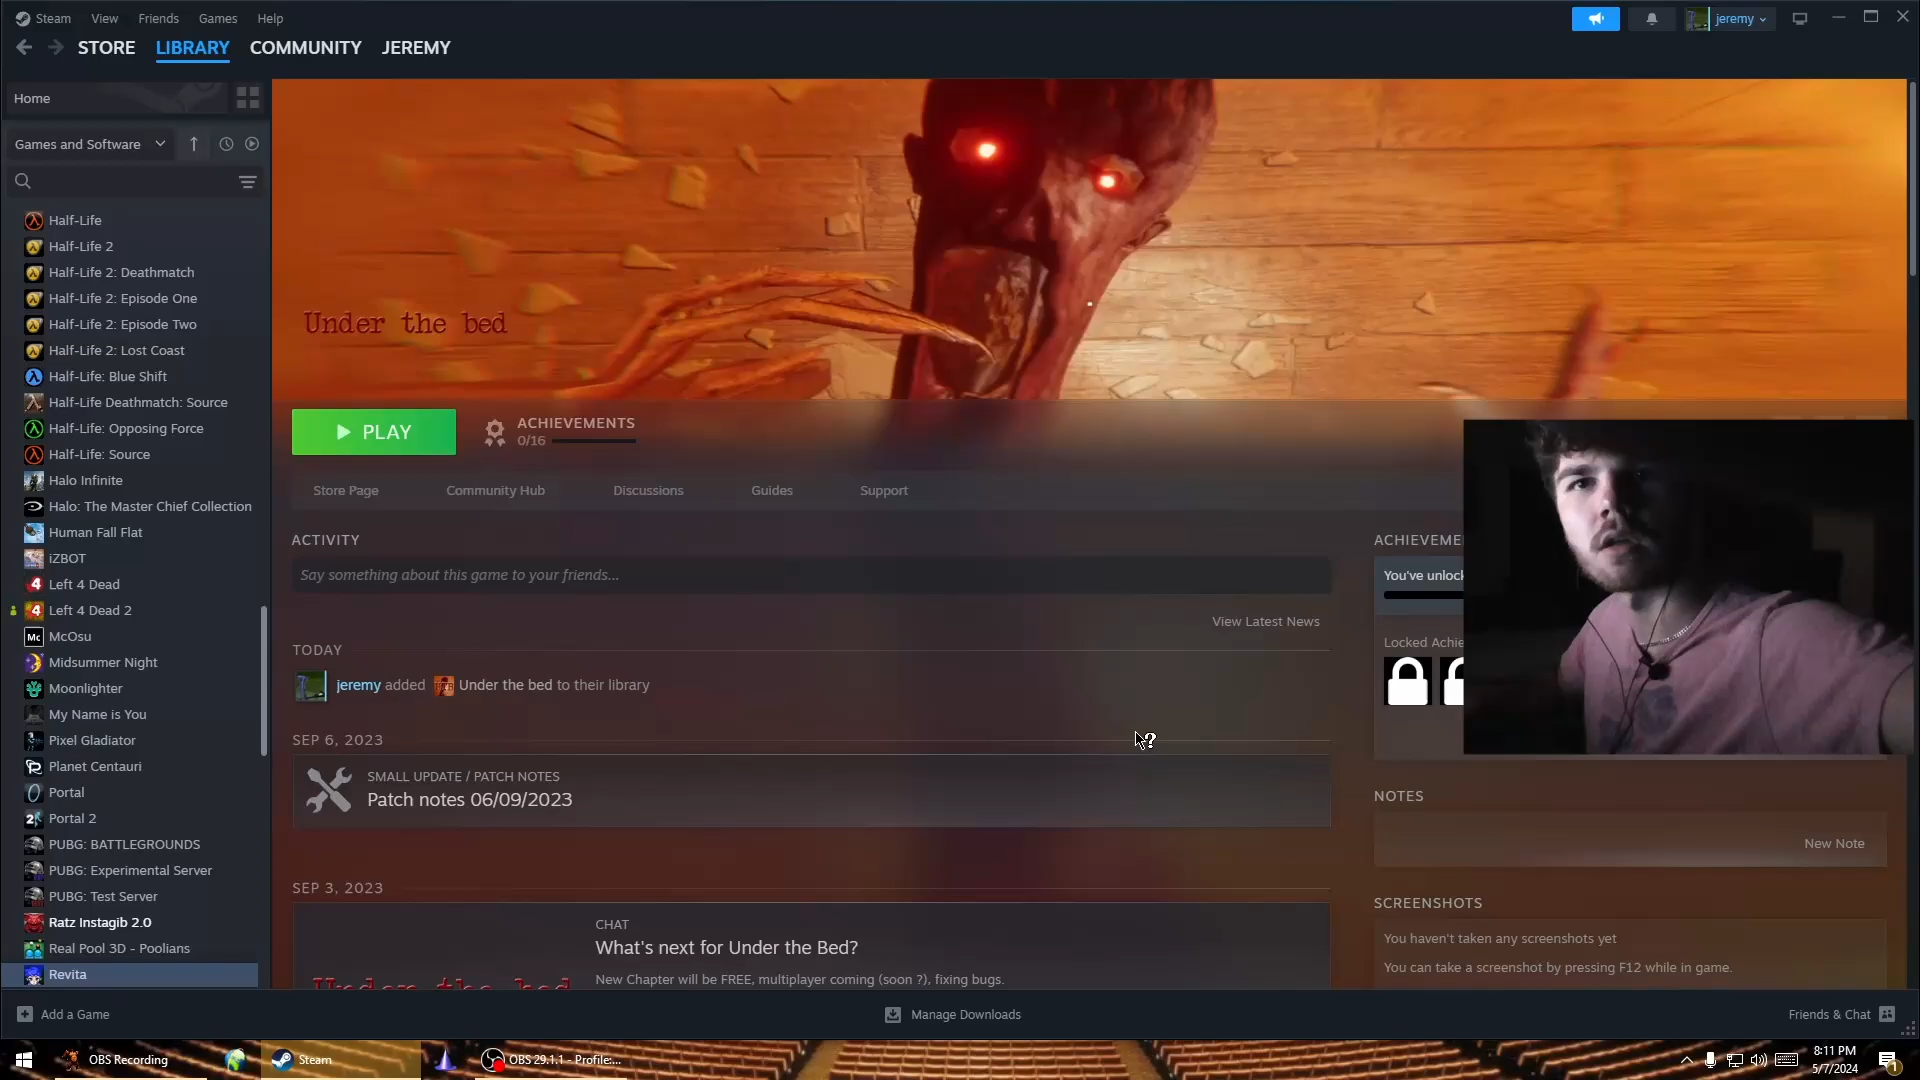 Steam View Friends Games Help
jeremy
STORE LIBRARY COMMUNITY JEREMY
Home
Games and Software
Half-Life
Half-Life 2
Half-Life 2: Deathmatch
Half-Life 2: Episode One
Half-Life 2: Episode Two
Half-Life 2: Lost Coast
Half-Life: Blue Shift
Half-Life Deathmatch: Source
Half-Life: Opposing Force
Half-Life: Source
Halo Infinite
Halo: The Master Chief Collection
Human Fall Flat
iZBOT
Left 4 Dead
Left 4 Dead 2
Mc McOsu
Midsummer Night
Moonlighter
My Name is You
Pixel Gladiator
Planet Centauri
Portal
Portal 2
PUBG: BATTLEGROUNDS
PUBG: Experimental Server
PUBG: Test Server
Ratz Instagib 2.0
Real Pool 3D - Poolians
Revita
Under the bed
PLAY
ACHIEVEMENTS
0/16
Store Page Community Hub Discussions Guides Support
ACTIVITY
Say something about this game to your friends...
View Latest News
TODAY
jeremy added Under the bed to their library
SEP 6, 2023
SMALL UPDATE / PATCH NOTES
Patch notes 06/09/2023
SEP 3, 2023
CHAT
What's next for Under the Bed?
New Chapter will be FREE, multiplayer coming (soon ?), fixing bugs.
Under the bed
ACHIEVEME
You've unlock
Locked Achie
NOTES
New Note
SCREENSHOTS
You haven't taken any screenshots yet
You can take a screenshot by pressing F12 while in game.
Add a Game
Manage Downloads
Friends & Chat
OBS Recording
Steam
OBS 29.1.1 - Profile:...
8:11 PM
5/7/2024
1